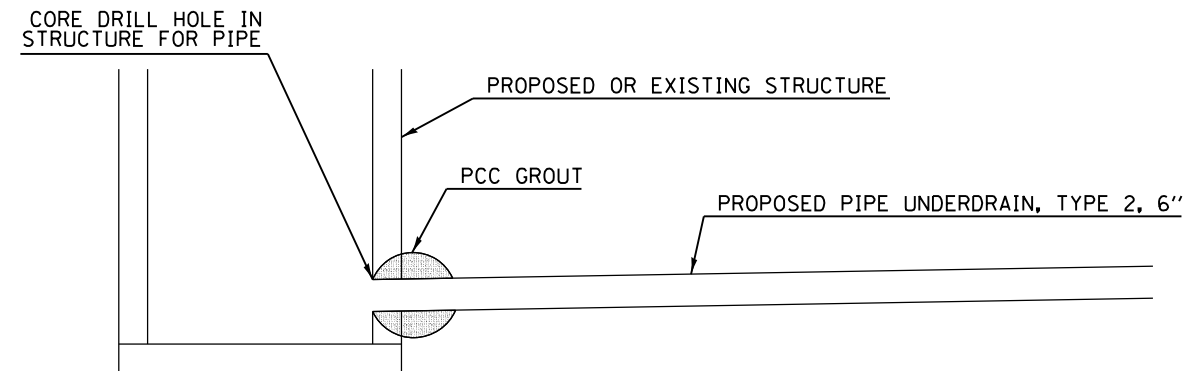 CORE DRILL HOLE IN
STRUCTURE FOR PIPE
PROPOSED OR EXISTING STRUCTURE
PCC GROUT
PROPOSED PIPE UNDERDRAIN, TYPE 2, 6''